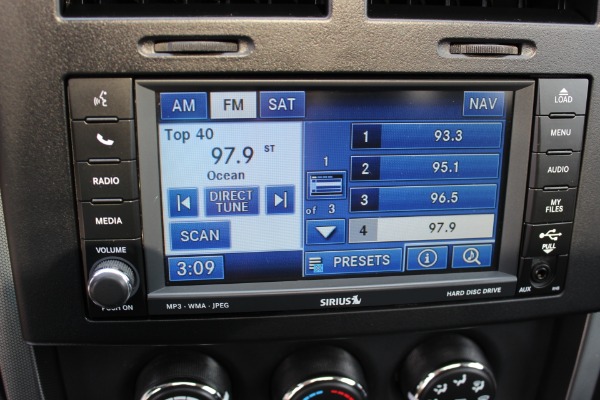 AM FM SAT NAV
LOAD
Top 40
97.9 ST
Ocean
1 93.3
2 95.1
3 96.5
4 97.9
1
of 3
DIRECT
TUNE
SCAN
3:09
PRESETS
MENU
AUDIO
MY
FILES
PULL
AUX
RADIO
MEDIA
VOLUME
PUSH ON
MP3 - WMA - JPEG
SIRIUS
HARD DISC DRIVE